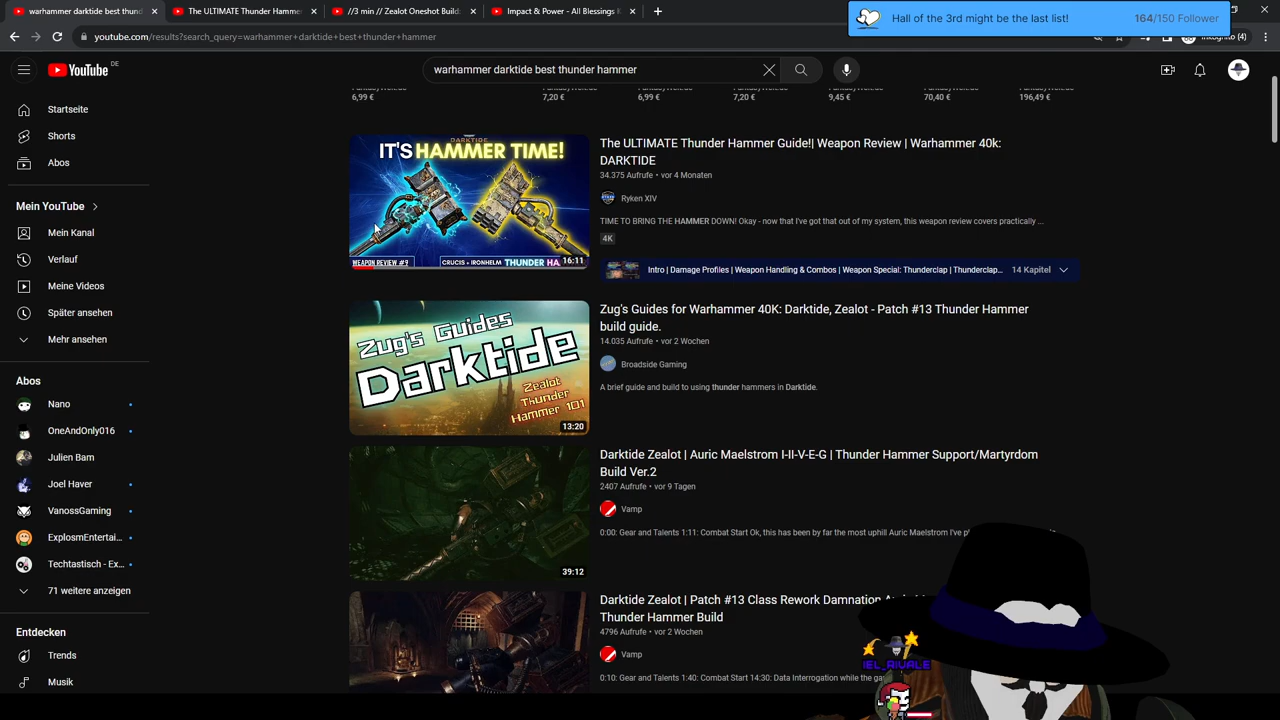 warhammer darktide best thund
The ULTIMATE Thunder Hammer
//3 min // Zealot Oneshot Build
Impact & Power - All Blessings
Hall of the 3rd might be the last list!
164/150 Follower
youtube.com/results?search_query=warhammer+darktide+best+thunder+hammer
(4)
YouTube DE
warhammer darktide best thunder hammer
6,99 €
7,20 €
6,99 €
7,20 €
9,45 €
70,40 €
196,49 €
Startseite
Shorts
Abos
Mein YouTube
Mein Kanal
Verlauf
Meine Videos
Später ansehen
Mehr ansehen
Abos
Nano
OneAndOnly016
Julien Bam
Joel Haver
VanossGaming
ExplosmEntertai...
Techtastisch - Ex...
71 weitere anzeigen
Entdecken
Trends
Musik
DARKTIDE
IT'S HAMMER TIME!
WEAPON REVIEW #9
CRUCIS + IRONHELM THUNDER HA
16:11
The ULTIMATE Thunder Hammer Guide!| Weapon Review | Warhammer 40k:
DARKTIDE
34.375 Aufrufe • vor 4 Monaten
Ryken XIV
TIME TO BRING THE HAMMER DOWN! Okay - now that I've got that out of my system, this weapon review covers practically ...
4K
Intro | Damage Profiles | Weapon Handling & Combos | Weapon Special: Thunderclap | Thunderclap...
14 Kapitel
Zug's Guides
Darktide
Zealot
Thunder
Hammer 101
13:20
Zug's Guides for Warhammer 40K: Darktide, Zealot - Patch #13 Thunder Hammer
build guide.
14.035 Aufrufe • vor 2 Wochen
Broadside Gaming
A brief guide and build to using thunder hammers in Darktide.
39:12
Darktide Zealot | Auric Maelstrom I-II-V-E-G | Thunder Hammer Support/Martyrdom
Build Ver.2
2407 Aufrufe • vor 9 Tagen
Vamp
0:00: Gear and Talents 1:11: Combat Start Ok, this has been by far the most uphill Auric Maelstrom I've
Darktide Zealot | Patch #13 Class Rework Damnation
Thunder Hammer Build
4796 Aufrufe • vor 2 Wochen
Vamp
0:10: Gear and Talents 1:40: Combat Start 14:30: Data Interrogation while the
IEL_RIVALE